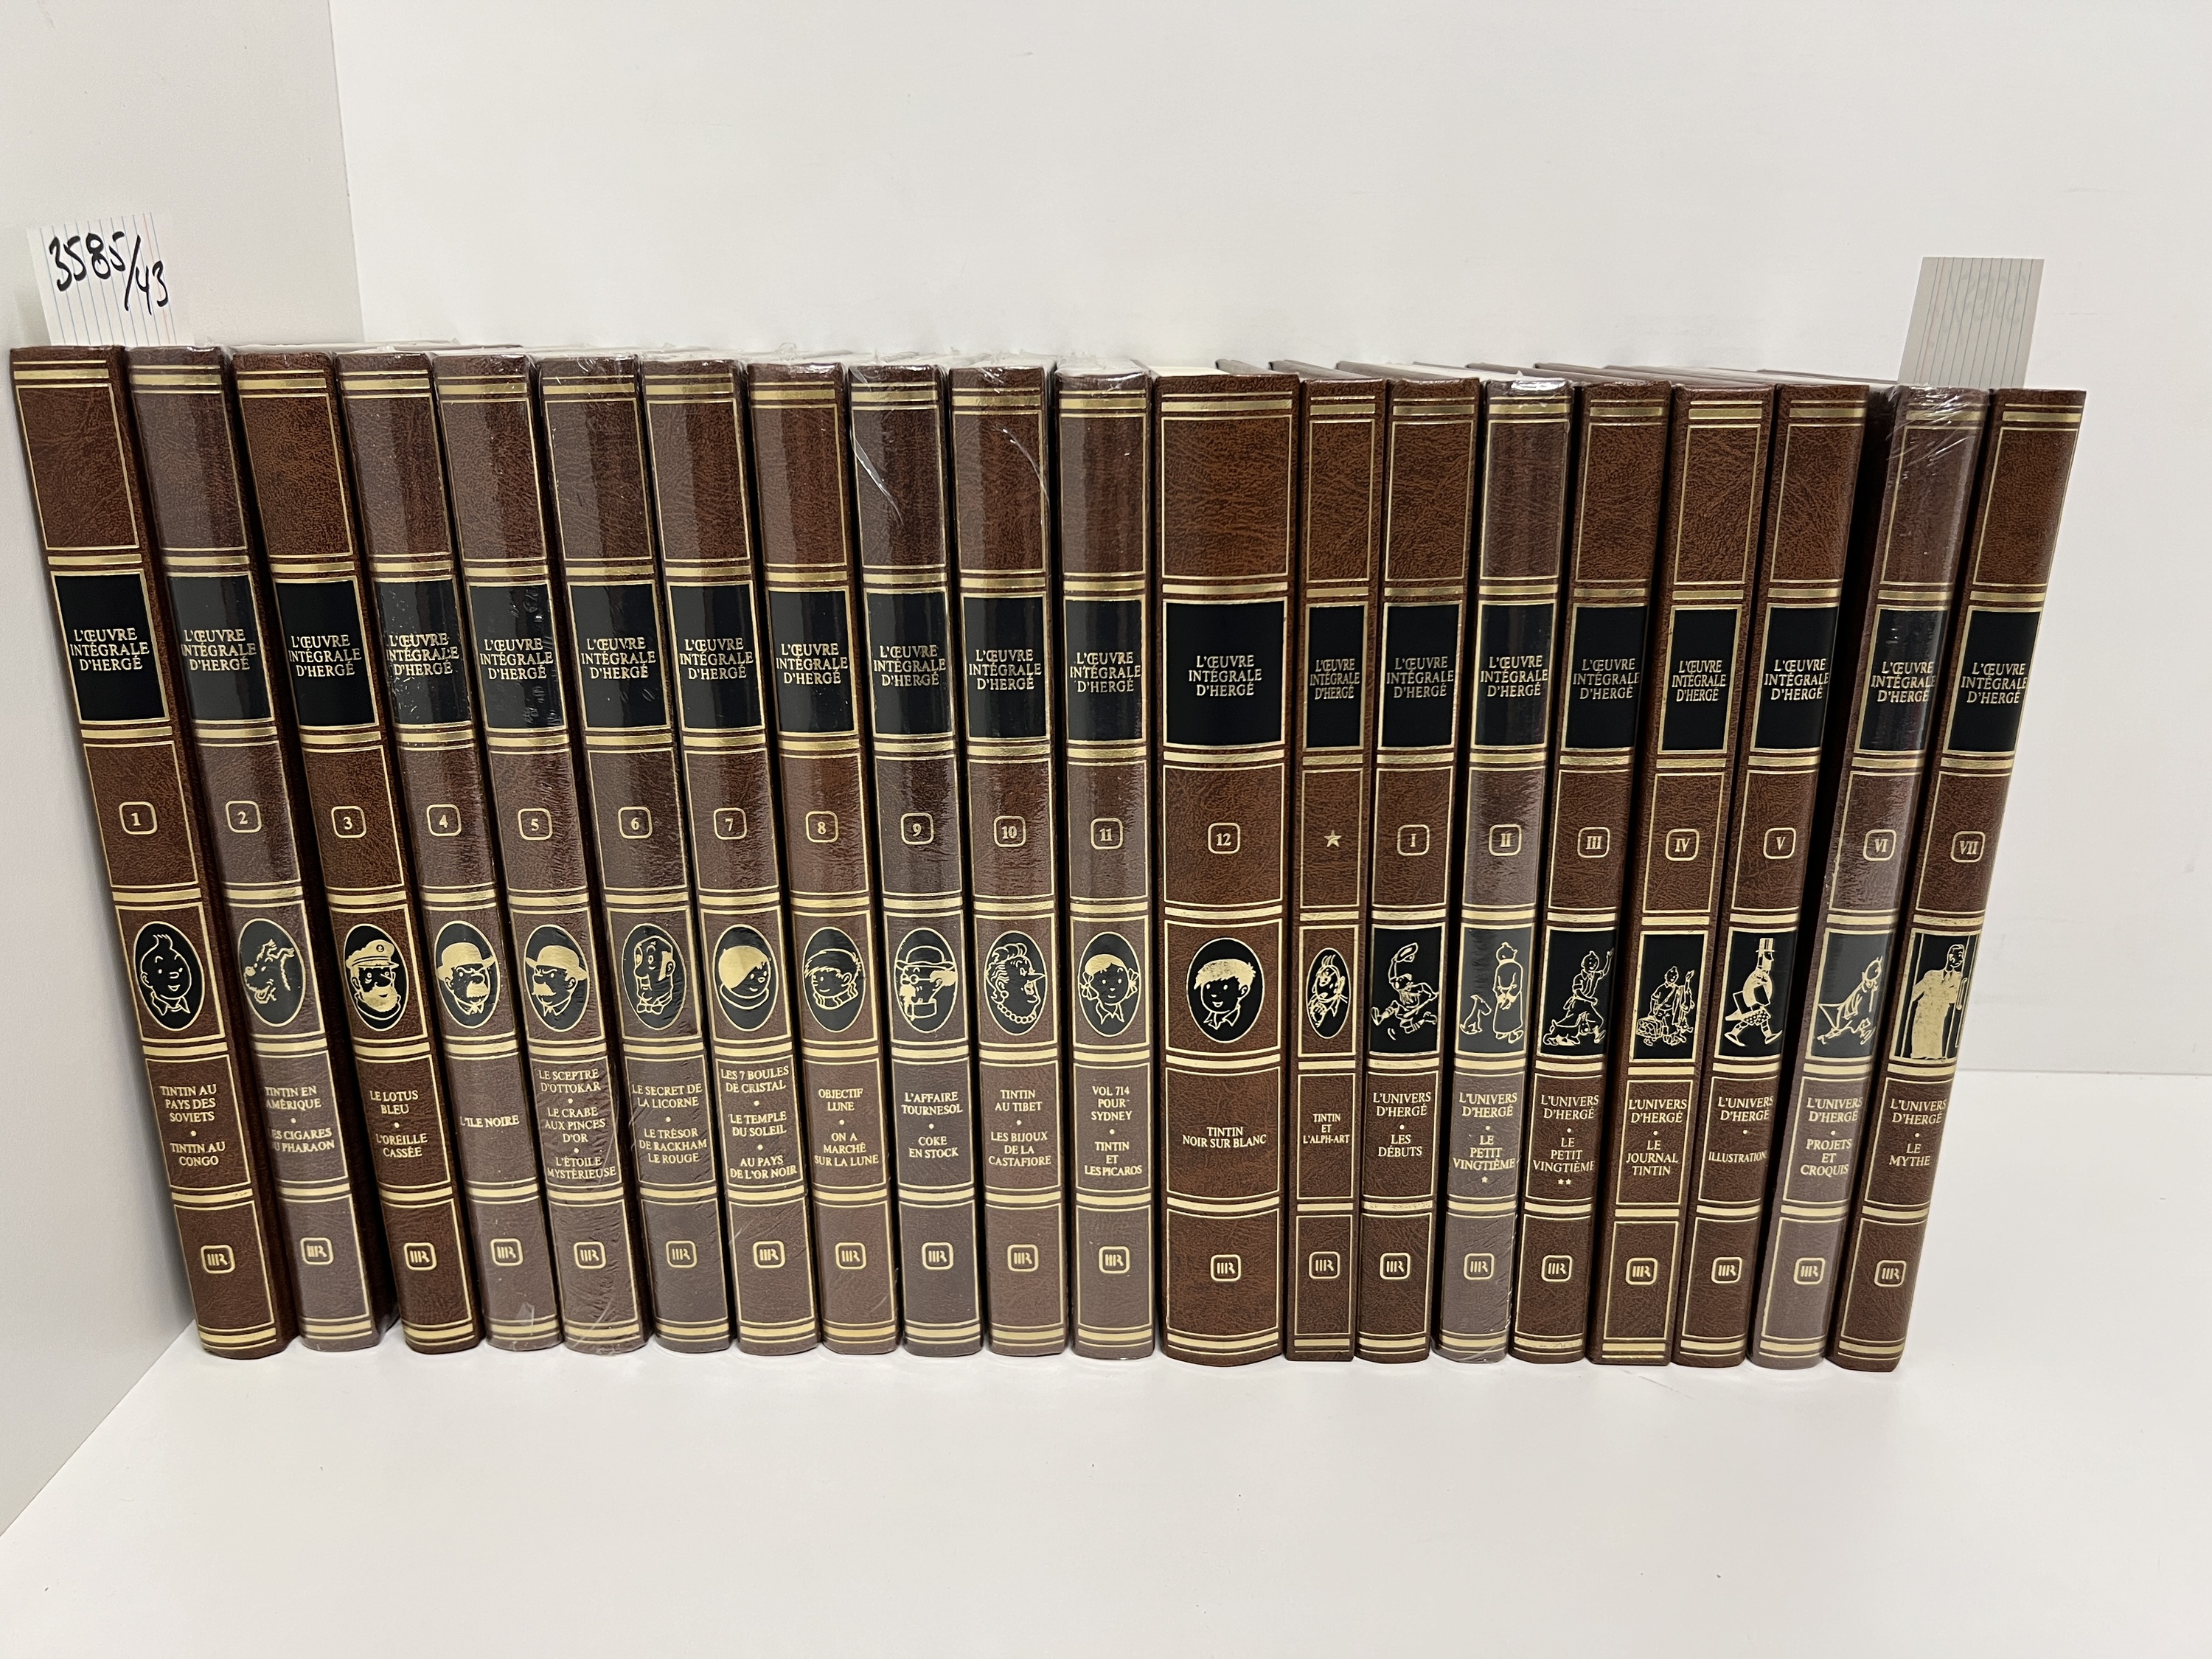 3585/43
L'ŒUVRE
INTÉGRALE
D'HERGÉ
1
TINTIN AU
PAYS DES
SOVIETS
•
TINTIN AU
CONGO
L'ŒUVRE
INTÉGRALE
D'HERGÉ
2
TINTIN EN
AMÉRIQUE
•
LES CIGARES
DU PHARAON
L'ŒUVRE
INTÉGRALE
D'HERGÉ
3
LE LOTUS
BLEU
•
L'OREILLE
CASSÉE
L'ŒUVRE
INTÉGRALE
D'HERGÉ
4
L'ILE NOIRE
L'ŒUVRE
INTÉGRALE
D'HERGÉ
5
LE SCEPTRE
D'OTTOKAR
•
LE CRABE
AUX PINCES
D'OR
•
L'ÉTOILE
MYSTÉRIEUSE
L'ŒUVRE
INTÉGRALE
D'HERGÉ
6
LE SECRET DE
LA LICORNE
•
LE TRÉSOR
DE RACKHAM
LE ROUGE
L'ŒUVRE
INTÉGRALE
D'HERGÉ
7
LES 7 BOULES
DE CRISTAL
•
LE TEMPLE
DU SOLEIL
•
AU PAYS
DE L'OR NOIR
L'ŒUVRE
INTÉGRALE
D'HERGÉ
8
OBJECTIF
LUNE
•
ON A
MARCHÉ
SUR LA LUNE
L'ŒUVRE
INTÉGRALE
D'HERGÉ
9
L'AFFAIRE
TOURNESOL
•
COKE
EN STOCK
L'ŒUVRE
INTÉGRALE
D'HERGÉ
10
TINTIN
AU TIBET
•
LES BIJOUX
DE LA
CASTAFIORE
L'ŒUVRE
INTÉGRALE
D'HERGÉ
11
VOL 714
POUR
SYDNEY
•
TINTIN
ET
LES PICAROS
L'ŒUVRE
INTÉGRALE
D'HERGÉ
12
TINTIN
NOIR SUR BLANC
L'ŒUVRE
INTÉGRALE
D'HERGÉ
★
TINTIN
ET
L'ALPH-ART
L'ŒUVRE
INTÉGRALE
D'HERGÉ
I
L'UNIVERS
D'HERGÉ
•
LES
DÉBUTS
L'ŒUVRE
INTÉGRALE
D'HERGÉ
II
L'UNIVERS
D'HERGÉ
•
LE
PETIT
VINGTIÈME
*
L'ŒUVRE
INTÉGRALE
D'HERGÉ
III
L'UNIVERS
D'HERGÉ
•
LE
PETIT
VINGTIÈME
**
L'ŒUVRE
INTÉGRALE
D'HERGÉ
IV
L'UNIVERS
D'HERGÉ
•
LE
JOURNAL
TINTIN
L'ŒUVRE
INTÉGRALE
D'HERGÉ
V
L'UNIVERS
D'HERGÉ
•
ILLUSTRATION
L'ŒUVRE
INTÉGRALE
D'HERGÉ
VI
L'UNIVERS
D'HERGÉ
•
PROJETS
ET
CROQUIS
L'ŒUVRE
INTÉGRALE
D'HERGÉ
VII
L'UNIVERS
D'HERGÉ
•
LE
MYTHE